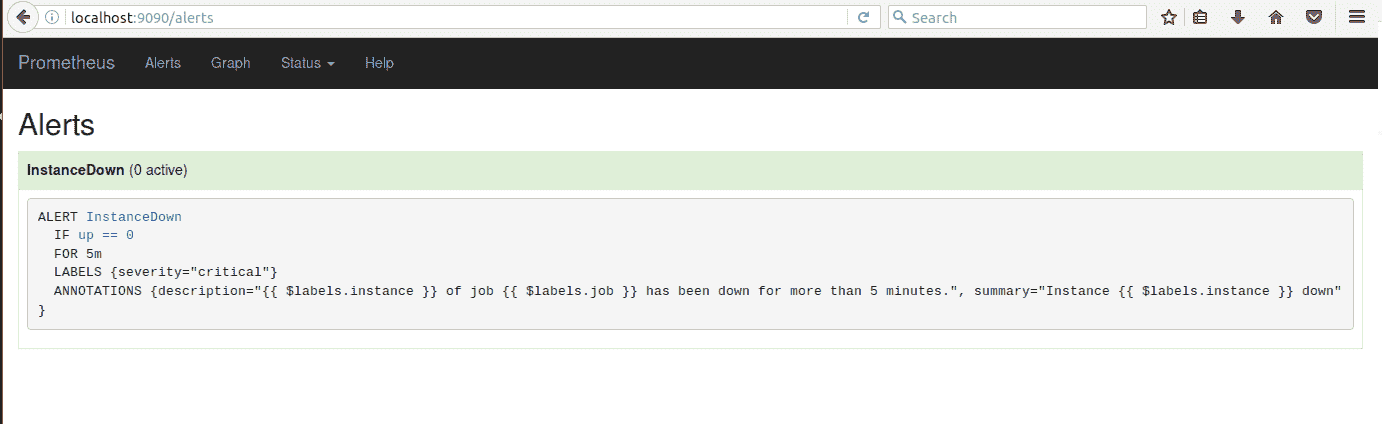 localhost:9090/alerts
Search
Prometheus Alerts Graph Status Help
Alerts
InstanceDown (0 active)
ALERT InstanceDown
IF up == 0
FOR 5m
LABELS {severity="critical"}
ANNOTATIONS {description="{{ $labels.instance }} of job {{ $labels.job }} has been down for more than 5 minutes.", summary="Instance {{ $labels.instance }} down"
}